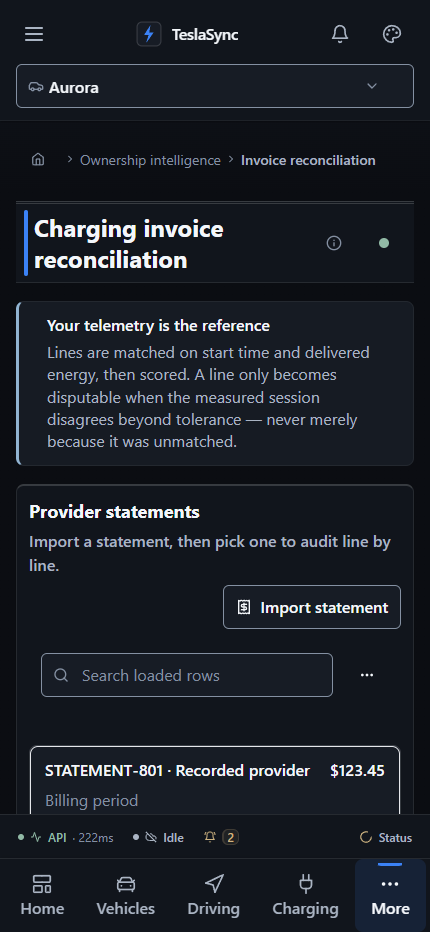 TeslaSync
Aurora
Ownership intelligence
Invoice reconciliation
Charging invoice
reconciliation
Your telemetry is the reference
Lines are matched on start time and delivered
energy, then scored. A line only becomes
disputable when the measured session
disagrees beyond tolerance — never merely
because it was unmatched.
Provider statements
Import a statement, then pick one to audit line by
line.
Import statement
Search loaded rows
STATEMENT-801 · Recorded provider $123.45
Billing period
API · 222ms Idle 2 Status
Home Vehicles Driving Charging More